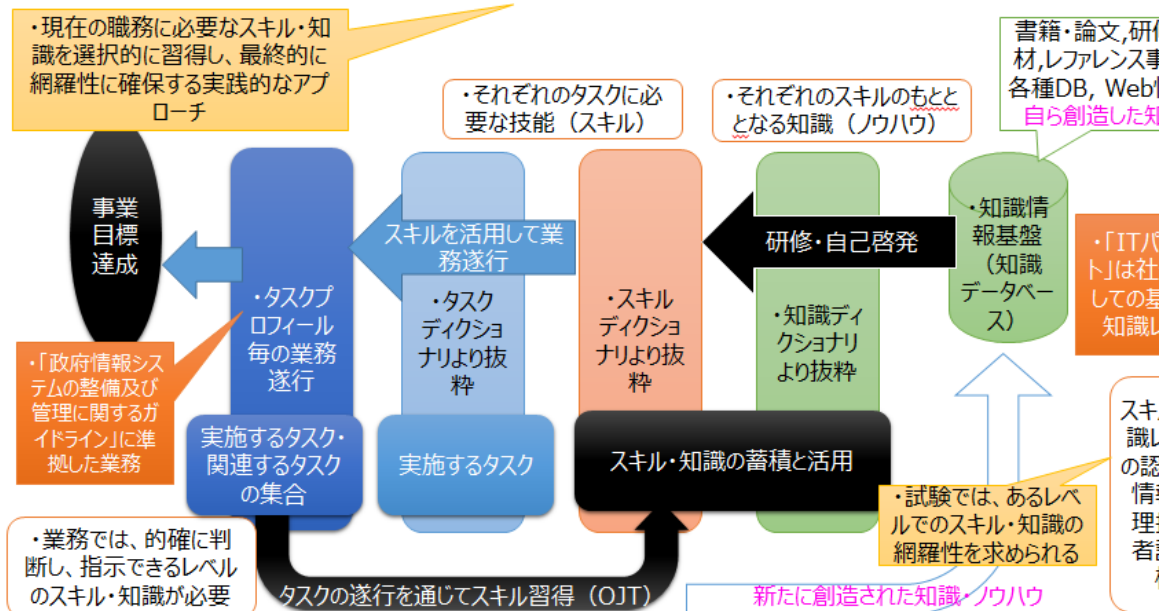 ・現在の職務に必要なスキル・知
識を選択的に習得し、最終的に
網羅性に確保する実践的なアプ
ローチ
・それぞれのタスクに必
要な技能（スキル）
・それぞれのスキルのもとと
となる知識（ノウハウ）
書籍・論文,研
材,レファレンス事
各種DB, Web
自ら創造した知
事業
目標
達成
・タスクプ
ロフィール
毎の業務
遂行
スキルを活用して業
務遂行
・タスク
ディクショ
ナリより抜
粋
・スキル
ディクショ
ナリより抜
粋
研修・自己啓発
・知識ディ
クショナリ
より抜粋
・知識情
報基盤
（知識
データベー
ス）
・「ITパ
ト」は社
しての基
知識レ
・「政府情報シス
テムの整備及び
管理に関するガ
イドライン」に準
拠した業務
実施するタスク・
関連するタスク
の集合
実施するタスク
スキル・知識の蓄積と活用
スキ
識レ
の認
情報
理技
者試
・試験では、あるレベ
ルでのスキル・知識の
網羅性を求められる
・業務では、的確に判
断し、指示できるレベル
のスキル・知識が必要
タスクの遂行を通じてスキル習得（OJT）
新たに創造された知識・ノウハウ